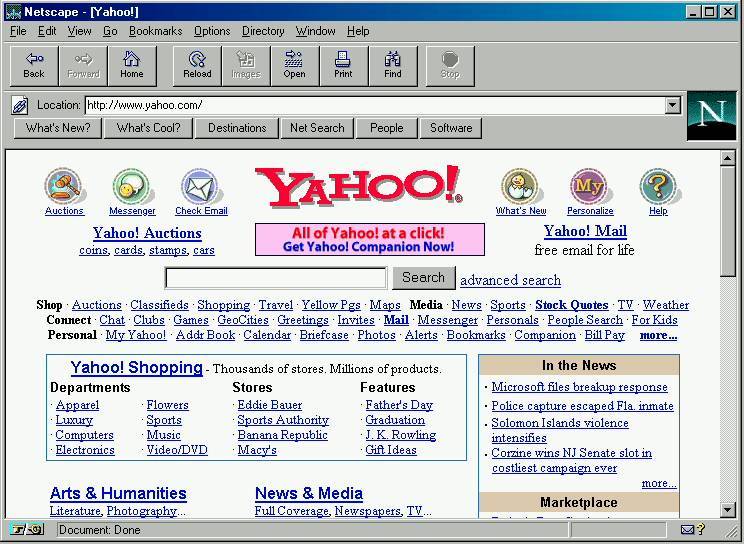 Netscape - [Yahoo!]
File Edit View Go Bookmarks Options Directory Window Help
Back Forward Home Reload Images Open Print Find Stop
Location: http://www.yahoo.com/
N
What's New? What's Cool? Destinations Net Search People Software
YAHOO!
My ?
Auctions Messenger Check Email What's New Personalize Help
Yahoo! Auctions
coins, cards, stamps, cars
All of Yahoo! at a click!
Get Yahoo! Companion Now!
Yahoo! Mail
free email for life
Search advanced search
Shop · Auctions · Classifieds · Shopping · Travel · Yellow Pgs · Maps Media · News · Sports · Stock Quotes · TV · Weather
Connect · Chat · Clubs · Games · GeoCities · Greetings · Invites · Mail · Messenger · Personals · People Search · For Kids
Personal · My Yahoo! · Addr Book · Calendar · Briefcase · Photos · Alerts · Bookmarks · Companion · Bill Pay more...
Yahoo! Shopping - Thousands of stores. Millions of products.
Departments Stores Features
· Apparel · Flowers · Eddie Bauer · Father's Day
· Luxury · Sports · Sports Authority · Graduation
· Computers · Music · Banana Republic · J. K. Rowling
· Electronics · Video/DVD · Macy's · Gift Ideas
In the News
· Microsoft files breakup response
· Police capture escaped Fla. inmate
· Solomon Islands violence
intensifies
· Corzine wins NJ Senate slot in
costliest campaign ever
more...
Marketplace
Arts & Humanities
Literature, Photography...
News & Media
Full Coverage, Newspapers, TV...
Document: Done